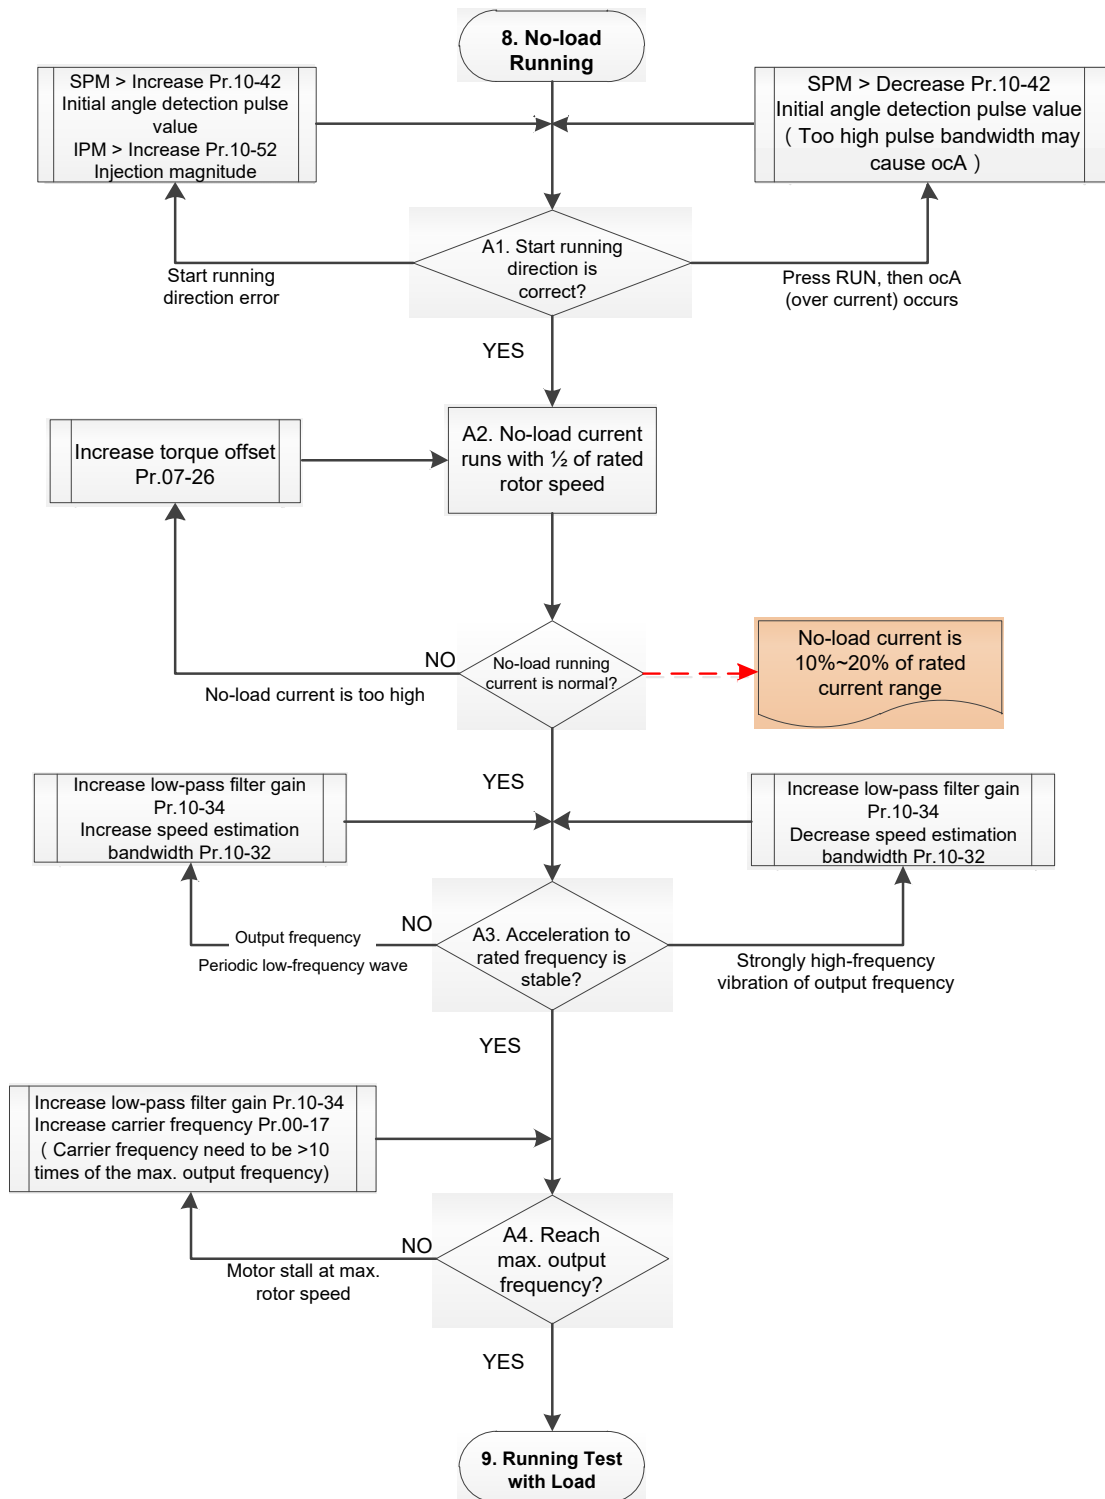 8. No-load
Running
SPM > Increase Pr.10-42
Initial angle detection pulse
value
IPM > Increase Pr.10-52
Injection magnitude
SPM > Decrease Pr.10-42
Initial angle detection pulse value
( Too high pulse bandwidth may
cause ocA )
A1. Start running
direction is
correct?
Start running
direction error
Press RUN, then ocA
(over current) occurs
YES
Increase torque offset
Pr.07-26
A2. No-load current
runs with ½ of rated
rotor speed
NO
No-load current is too high
No-load running
current is normal?
No-load current is
10%~20% of rated
current range
YES
Increase low-pass filter gain
Pr.10-34
Increase speed estimation
bandwidth Pr.10-32
Increase low-pass filter gain
Pr.10-34
Decrease speed estimation
bandwidth Pr.10-32
NO
Output frequency
Periodic low-frequency wave
A3. Acceleration to
rated frequency is
stable?
Strongly high-frequency
vibration of output frequency
YES
Increase low-pass filter gain Pr.10-34
Increase carrier frequency Pr.00-17
( Carrier frequency need to be >10
times of the max. output frequency)
NO
Motor stall at max.
rotor speed
A4. Reach
max. output
frequency?
YES
9. Running Test
with Load